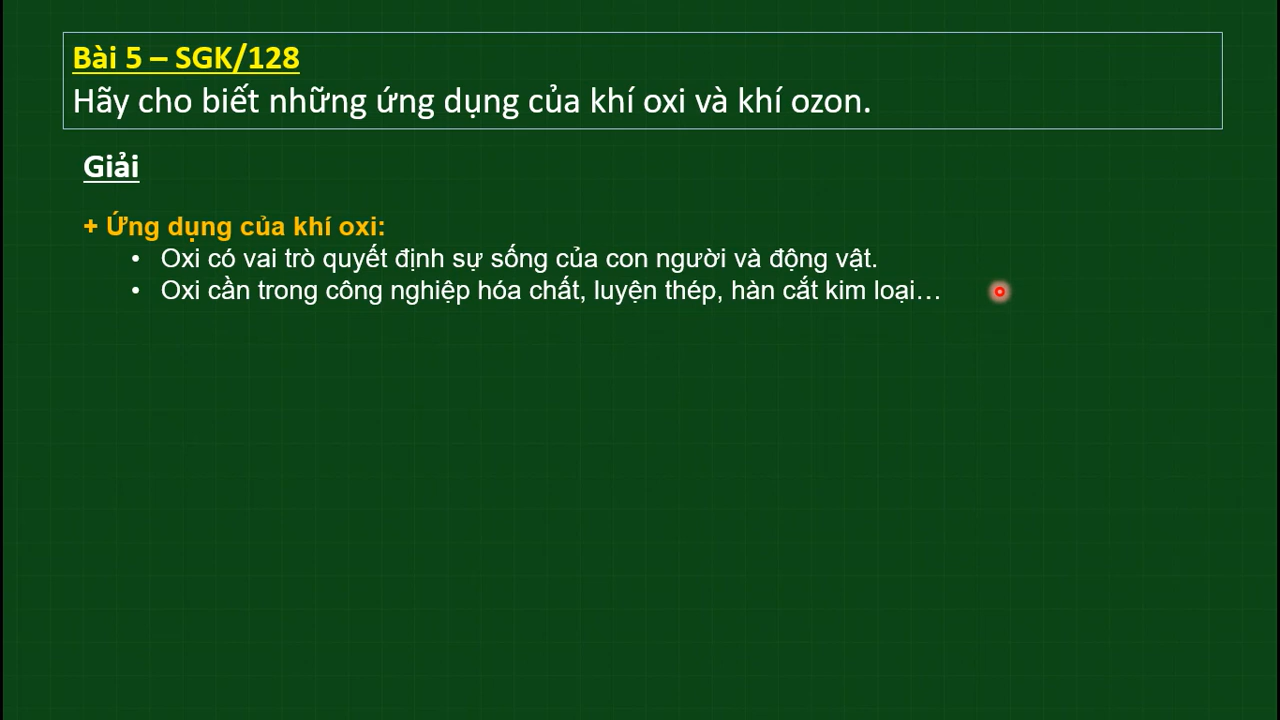 Bài 5 – SGK/128
Hãy cho biết những ứng dụng của khí oxi và khí ozon.
Giải
+ Ứng dụng của khí oxi:
• Oxi có vai trò quyết định sự sống của con người và động vật.
• Oxi cần trong công nghiệp hóa chất, luyện thép, hàn cắt kim loại…